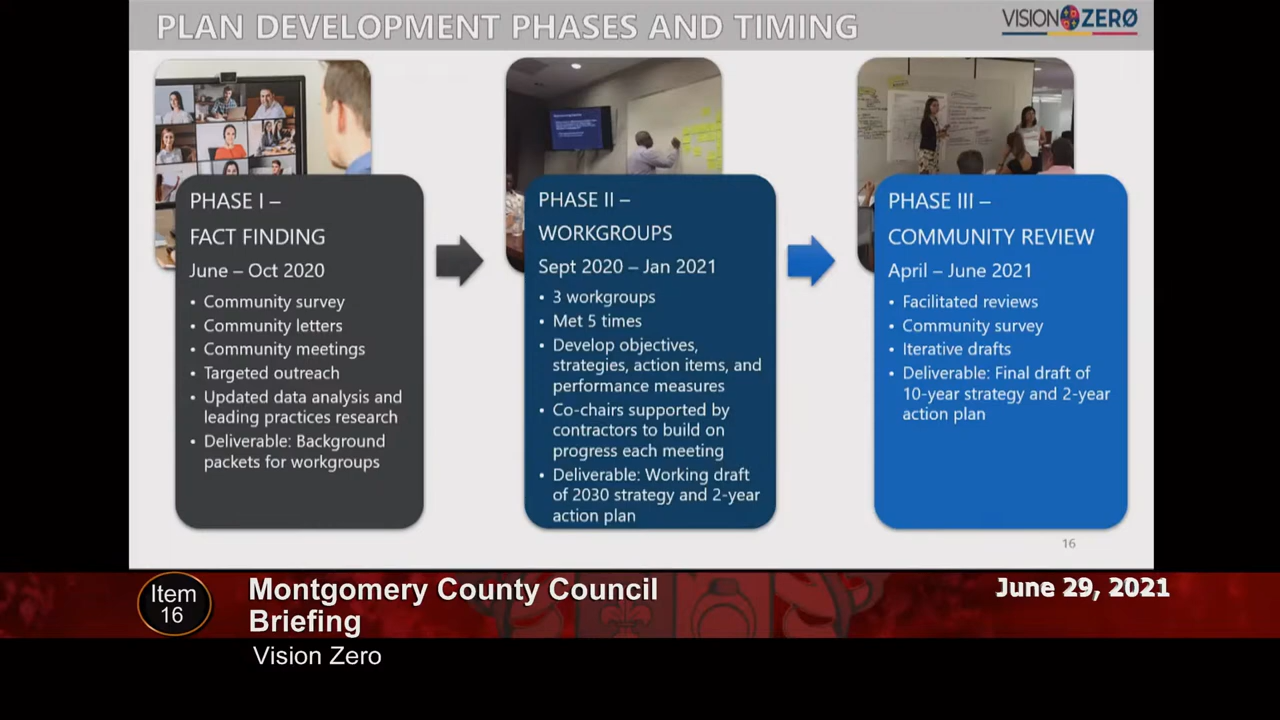 PLAN DEVELOPMENT PHASES AND TIMING
VISION ZERO
PHASE I –
FACT FINDING
June – Oct 2020
• Community survey
• Community letters
• Community meetings
• Targeted outreach
• Updated data analysis and
leading practices research
• Deliverable: Background
packets for workgroups
PHASE II –
WORKGROUPS
Sept 2020 – Jan 2021
• 3 workgroups
• Met 5 times
• Develop objectives,
strategies, action items, and
performance measures
• Co-chairs supported by
contractors to build on
progress each meeting
• Deliverable: Working draft
of 2030 strategy and 2-year
action plan
PHASE III –
COMMUNITY REVIEW
April – June 2021
• Facilitated reviews
• Community survey
• Iterative drafts
• Deliverable: Final draft of
10-year strategy and 2-year
action plan
16
Item
16
Montgomery County Council
Briefing
Vision Zero
June 29, 2021